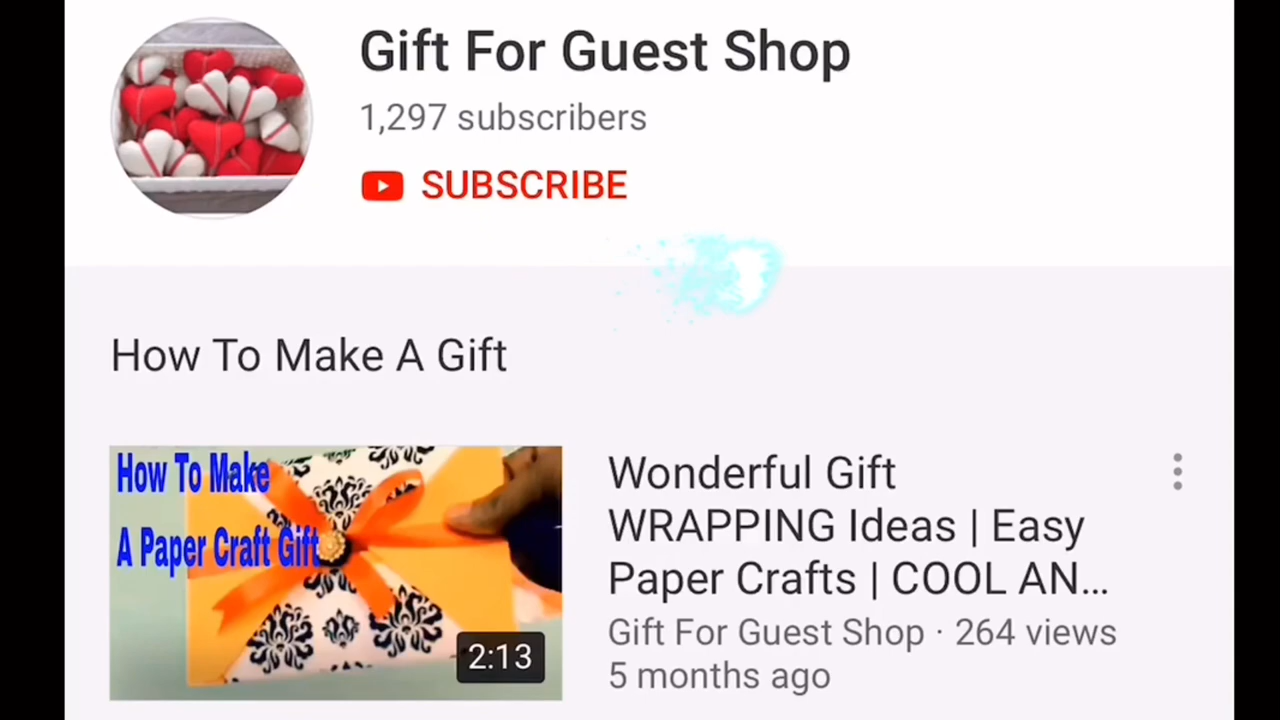 Gift For Guest Shop
1,297 subscribers
SUBSCRIBE
How To Make A Gift
How To Make
A Paper Craft Gift
2:13
Wonderful Gift
WRAPPING Ideas | Easy
Paper Crafts | COOL AN...
Gift For Guest Shop · 264 views
5 months ago